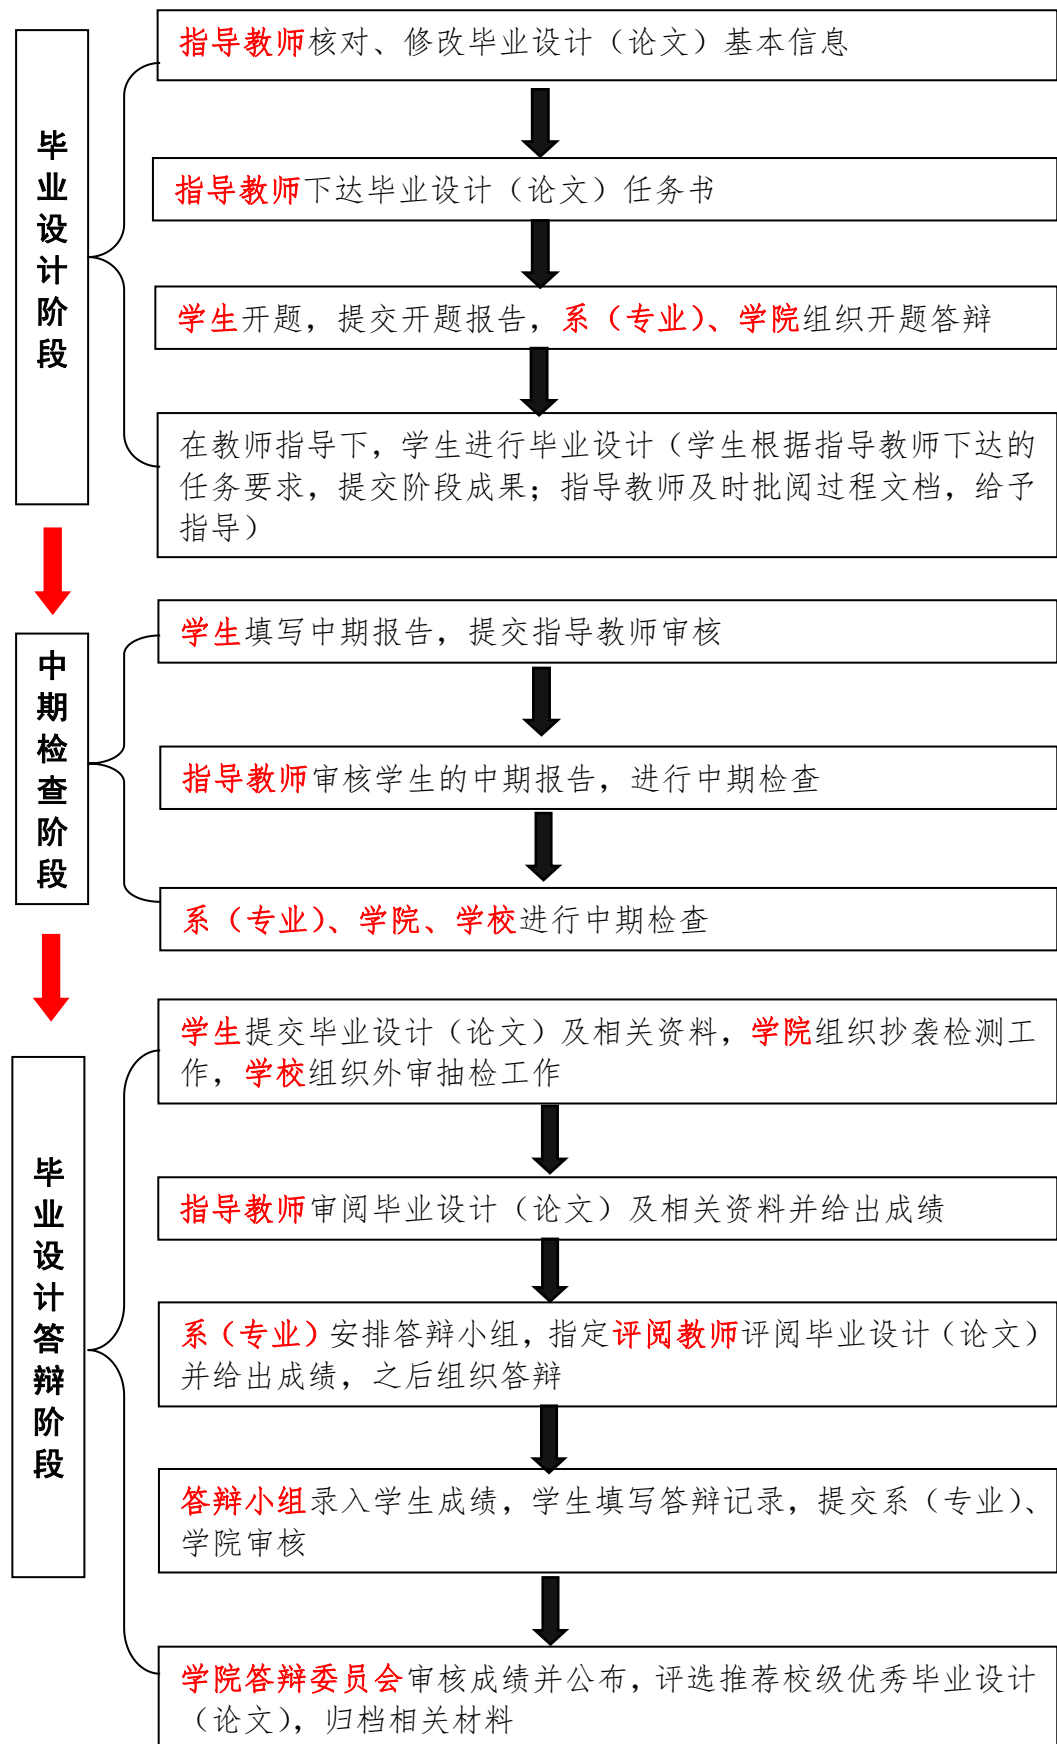 毕业设计阶段
指导教师核对、修改毕业设计（论文）基本信息
指导教师下达毕业设计（论文）任务书
学生开题，提交开题报告，系（专业）、学院组织开题答辩
在教师指导下，学生进行毕业设计（学生根据指导教师下达的
任务要求，提交阶段成果；指导教师及时批阅过程文档，给予
指导）
中期检查阶段
学生填写中期报告，提交指导教师审核
指导教师审核学生的中期报告，进行中期检查
系（专业）、学院、学校进行中期检查
毕业设计答辩阶段
学生提交毕业设计（论文）及相关资料，学院组织抄袭检测工
作，学校组织外审抽检工作
指导教师审阅毕业设计（论文）及相关资料并给出成绩
系（专业）安排答辩小组，指定评阅教师评阅毕业设计（论文）
并给出成绩，之后组织答辩
答辩小组录入学生成绩，学生填写答辩记录，提交系（专业）、
学院审核
学院答辩委员会审核成绩并公布，评选推荐校级优秀毕业设计
（论文），归档相关材料